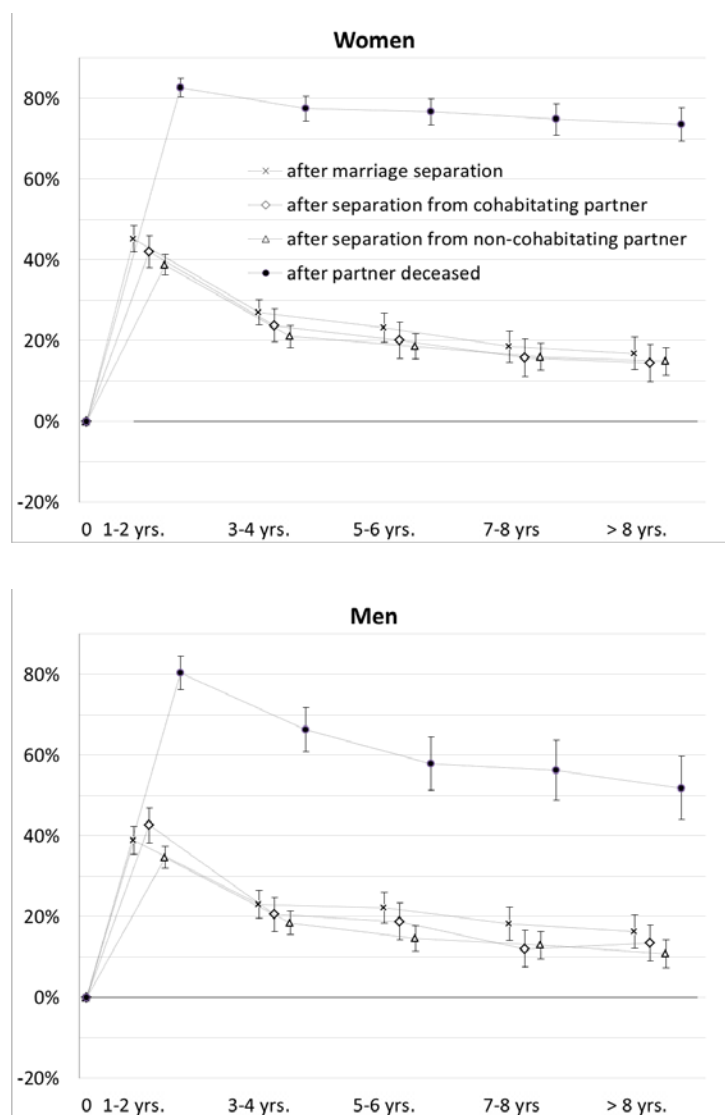 Women
80%
60%
40%
20%
0%
-20%
after marriage separation
after separation from cohabitating partner
after separation from non-cohabitating partner
after partner deceased
0 1-2 yrs. 3-4 yrs. 5-6 yrs. 7-8 yrs > 8 yrs.
Men
80%
60%
40%
20%
0%
-20%
0 1-2 yrs. 3-4 yrs. 5-6 yrs. 7-8 yrs. > 8 yrs.